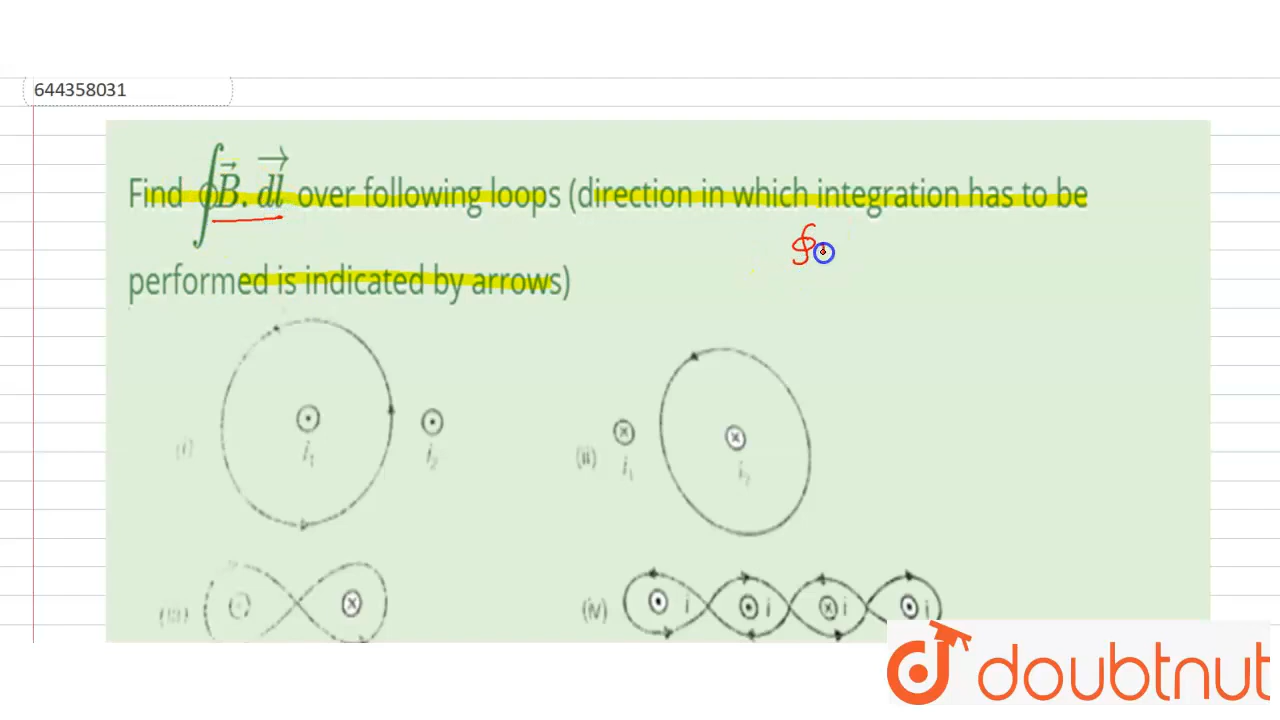 644358031
Find ∮B⃗. d⃗l over following loops (direction in which integration has to be
∮
performed is indicated by arrows)
(i) i₁ i₂
(ii) i₁ i₂
(iii)
(iv) i i i i
doubtnut